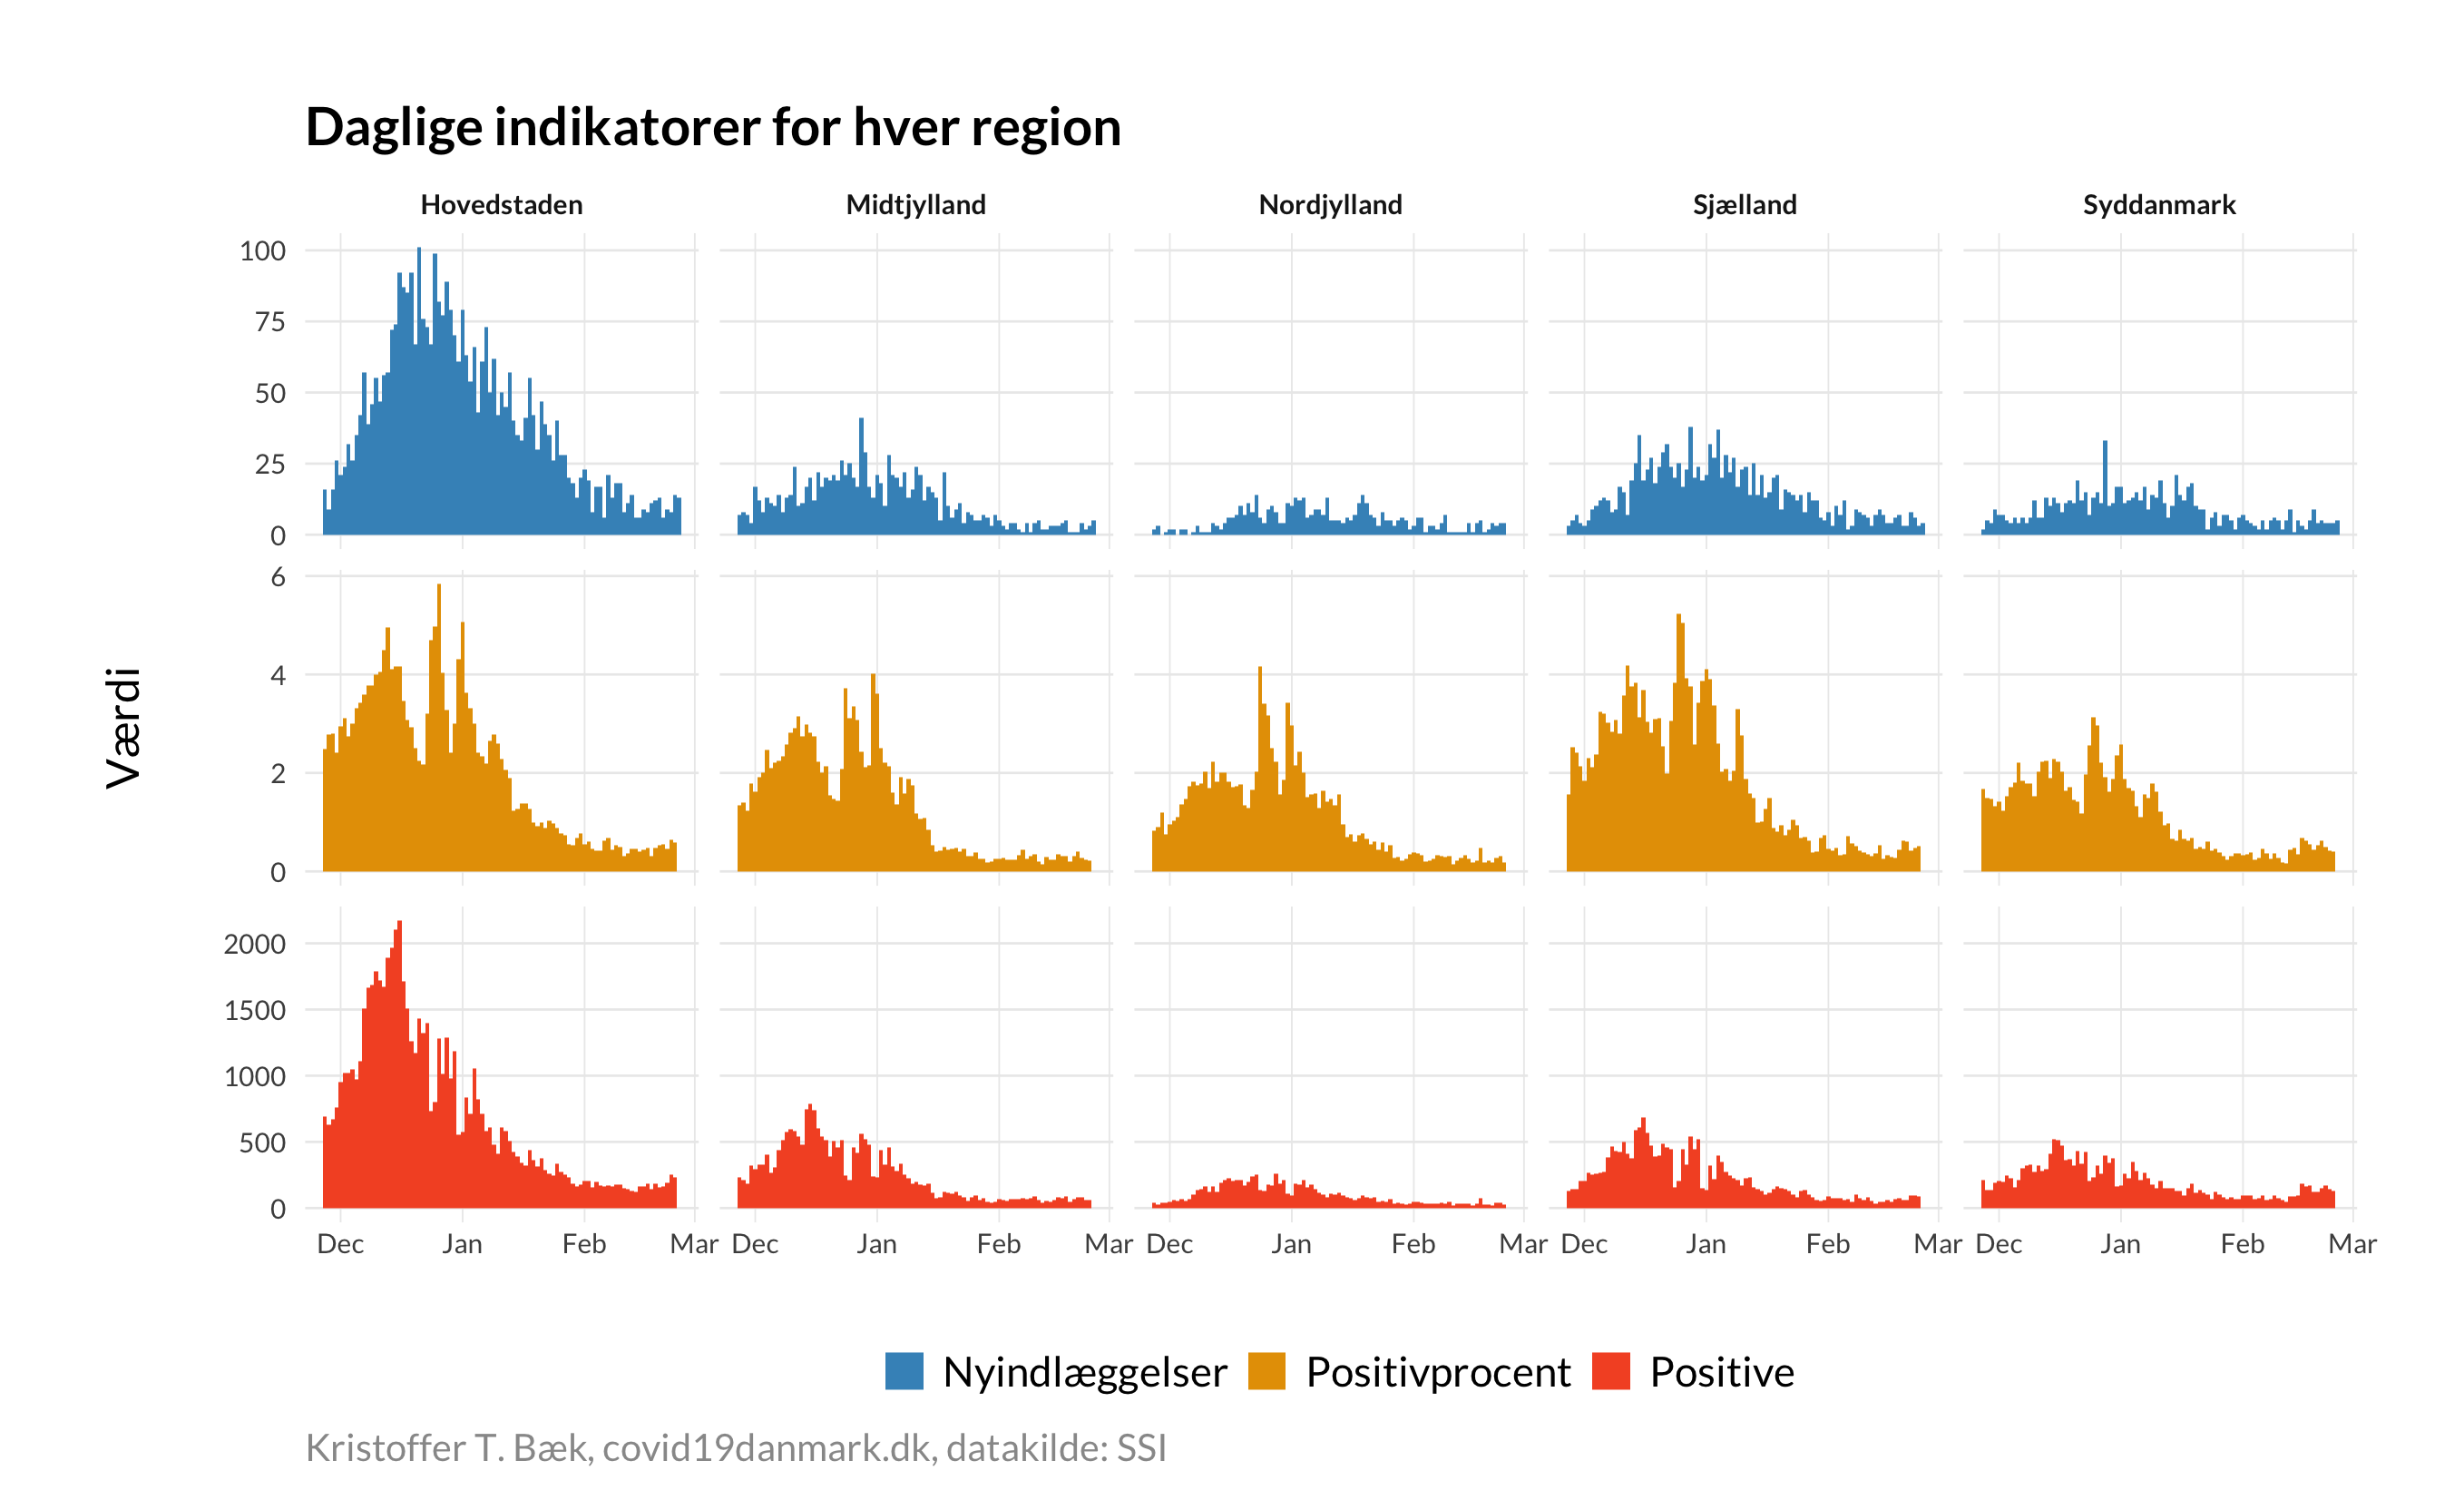 Daglige indikatorer for hver region
Hovedstaden Midtjylland Nordjylland Sjælland Syddanmark
100
75
50
25
0
6
4
2
0
Værdi
2000
1500
1000
500
0
Dec Jan Feb Mar Dec Jan Feb Mar Dec Jan Feb Mar Dec Jan Feb Mar Dec Jan Feb Mar
Nyindlæggelser Positivprocent Positive
Kristoffer T. Bæk, covid19danmark.dk, datakilde: SSI